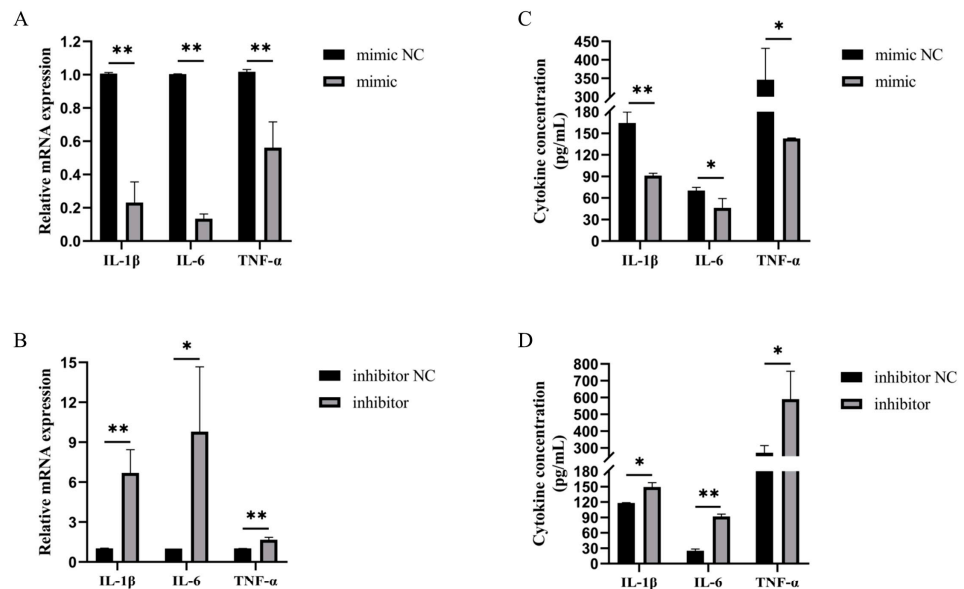 A
Relative mRNA expression
1.2
1.0
0.8
0.6
0.4
0.2
0.0
** ** **
IL-1β IL-6 TNF-α
mimic NC
mimic
C
Cytokine concentration
(pg/mL)
450
400
350
300
180
150
120
90
60
30
0
** * *
IL-1β IL-6 TNF-α
mimic NC
mimic
B
Relative mRNA expression
15
12
9
6
3
0
** * **
IL-1β IL-6 TNF-α
inhibitor NC
inhibitor
D
Cytokine concentration
(pg/mL)
800
700
600
500
400
300
180
150
120
90
60
30
0
* ** *
IL-1β IL-6 TNF-α
inhibitor NC
inhibitor